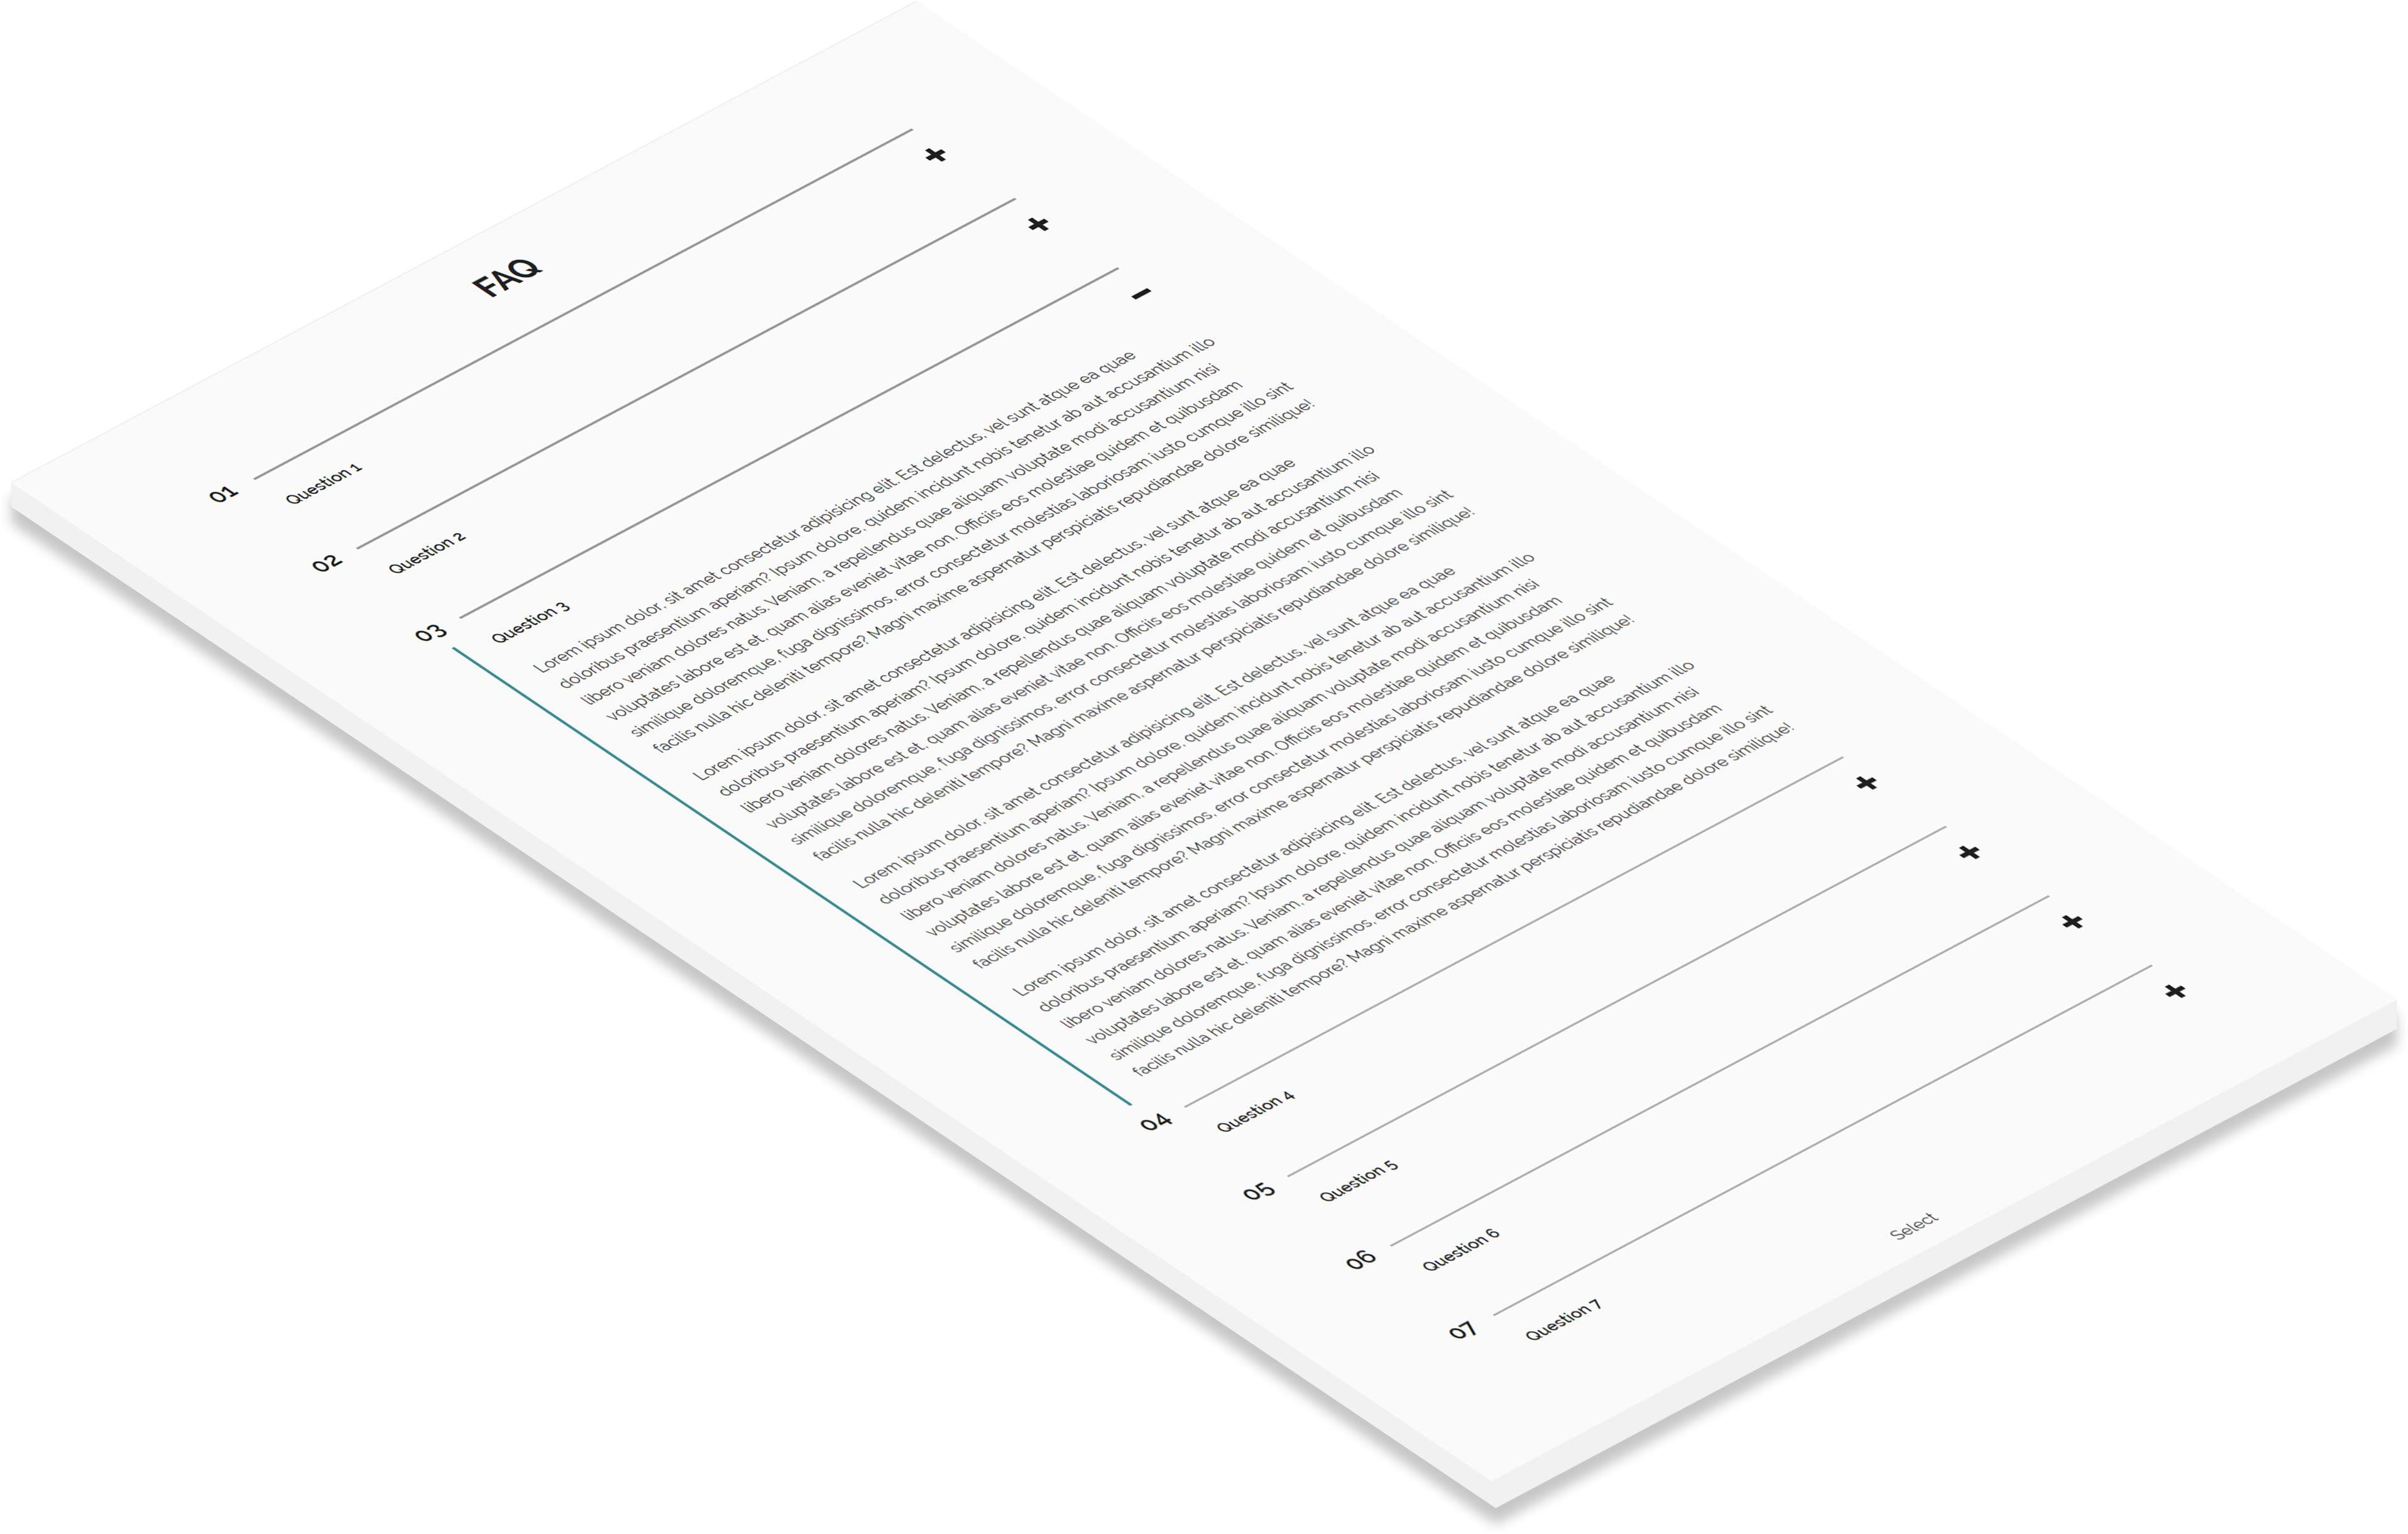 FAQ
01
Question 1
02
Question 2
03
Question 3
Lorem ipsum dolor, sit amet consectetur adipisicing elit. Est delectus, vel sunt atque ea quae
doloribus praesentium aperiam? Ipsum dolore, quidem incidunt nobis tenetur ab aut accusantium illo
libero veniam dolores natus. Veniam, a repellendus quae aliquam voluptate modi accusantium nisi
voluptates labore est et, quam alias eveniet vitae non. Officiis eos molestiae quidem et quibusdam
similique doloremque, fuga dignissimos, error consectetur molestias laboriosam iusto cumque illo sint
facilis nulla hic deleniti tempore? Magni maxime aspernatur perspiciatis repudiandae dolore similique!
Lorem ipsum dolor, sit amet consectetur adipisicing elit. Est delectus, vel sunt atque ea quae
doloribus praesentium aperiam? Ipsum dolore, quidem incidunt nobis tenetur ab aut accusantium illo
libero veniam dolores natus. Veniam, a repellendus quae aliquam voluptate modi accusantium nisi
voluptates labore est et, quam alias eveniet vitae non. Officiis eos molestiae quidem et quibusdam
similique doloremque, fuga dignissimos, error consectetur molestias laboriosam iusto cumque illo sint
facilis nulla hic deleniti tempore? Magni maxime aspernatur perspiciatis repudiandae dolore similique!
Lorem ipsum dolor, sit amet consectetur adipisicing elit. Est delectus, vel sunt atque ea quae
doloribus praesentium aperiam? Ipsum dolore, quidem incidunt nobis tenetur ab aut accusantium illo
libero veniam dolores natus. Veniam, a repellendus quae aliquam voluptate modi accusantium nisi
voluptates labore est et, quam alias eveniet vitae non. Officiis eos molestiae quidem et quibusdam
similique doloremque, fuga dignissimos, error consectetur molestias laboriosam iusto cumque illo sint
facilis nulla hic deleniti tempore? Magni maxime aspernatur perspiciatis repudiandae dolore similique!
Lorem ipsum dolor, sit amet consectetur adipisicing elit. Est delectus, vel sunt atque ea quae
doloribus praesentium aperiam? Ipsum dolore, quidem incidunt nobis tenetur ab aut accusantium illo
libero veniam dolores natus. Veniam, a repellendus quae aliquam voluptate modi accusantium nisi
voluptates labore est et, quam alias eveniet vitae non. Officiis eos molestiae quidem et quibusdam
similique doloremque, fuga dignissimos, error consectetur molestias laboriosam iusto cumque illo sint
facilis nulla hic deleniti tempore? Magni maxime aspernatur perspiciatis repudiandae dolore similique!
04
Question 4
05
Question 5
06
Question 6
07
Question 7
Select